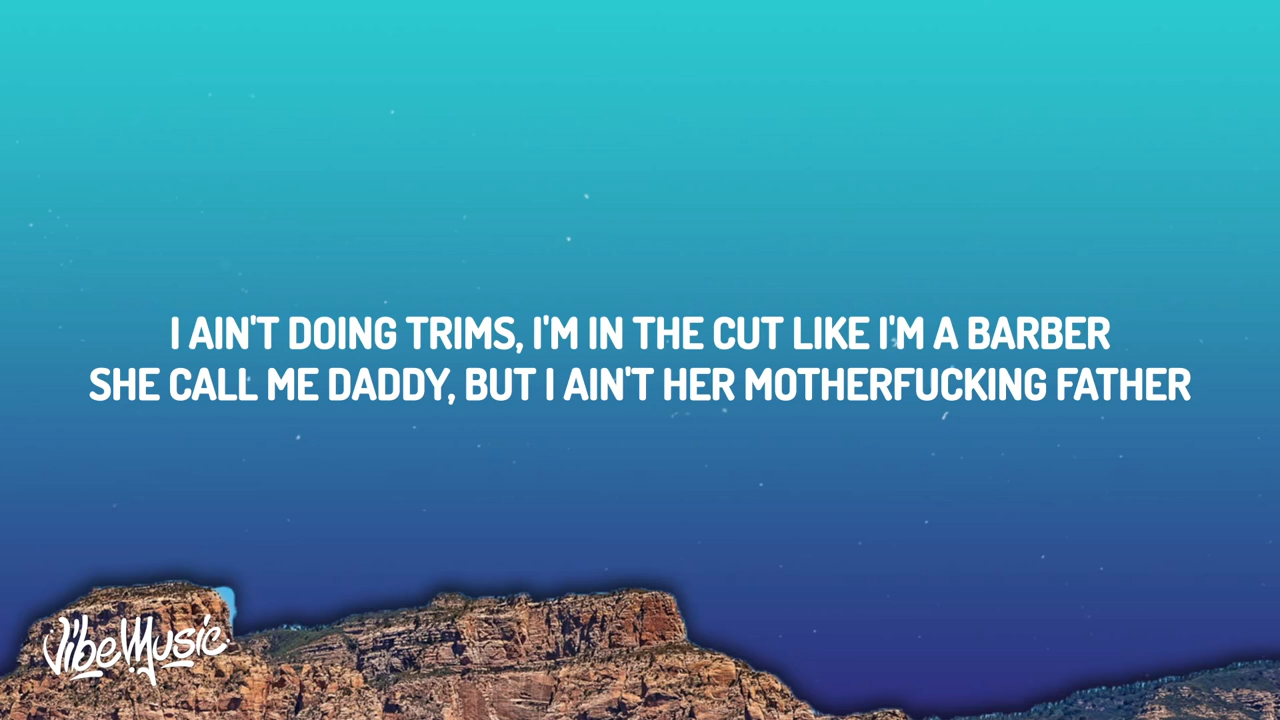 I AIN'T DOING TRIMS, I'M IN THE CUT LIKE I'M A BARBER
SHE CALL ME DADDY, BUT I AIN'T HER MOTHERFUCKING FATHER
VibeMusic